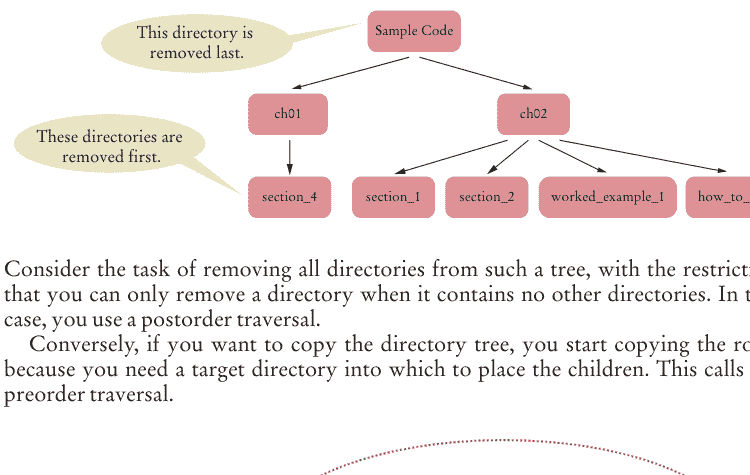 This directory is
removed last.
Sample Code
ch01
ch02
These directories are
removed first.
section_4
section_1
section_2
worked_example_1
how_to_
Consider the task of removing all directories from such a tree, with the
that you can only remove a directory when it contains no other directories. In
case, you use a postorder traversal.
Conversely, if you want to copy the directory tree, you start copying the
because you need a target directory into which to place the children. This calls
preorder traversal.